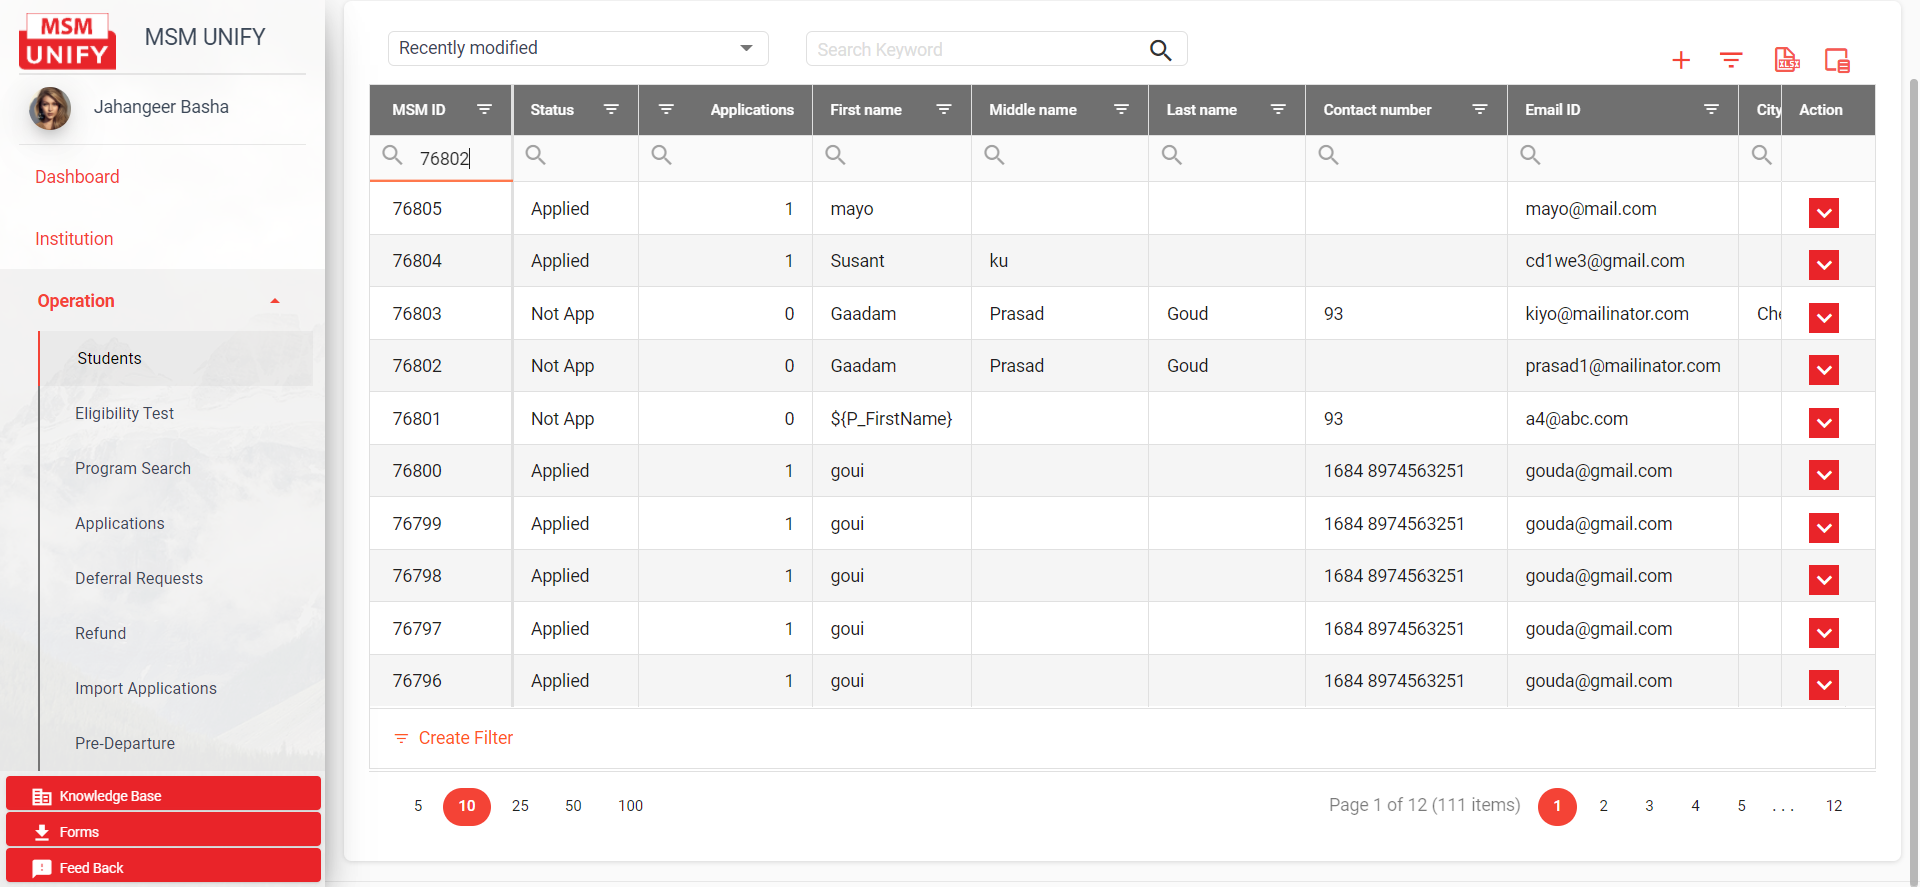 MSM
UNIFY
MSM UNIFY
Jahangeer Basha
Dashboard
Institution
Operation
Students
Eligibility Test
Program Search
Applications
Deferral Requests
Refund
Import Applications
Pre-Departure
Knowledge Base
Forms
Feed Back
Recently modified
Search Keyword
XLSX
MSM ID Status Applications First name Middle name Last name Contact number Email ID City Action
76802
76805 Applied 1 mayo mayo@mail.com
76804 Applied 1 Susant ku cd1we3@gmail.com
76803 Not App 0 Gaadam Prasad Goud 93 kiyo@mailinator.com Che
76802 Not App 0 Gaadam Prasad Goud prasad1@mailinator.com
76801 Not App 0 ${P_FirstName} 93 a4@abc.com
76800 Applied 1 goui 1684 8974563251 gouda@gmail.com
76799 Applied 1 goui 1684 8974563251 gouda@gmail.com
76798 Applied 1 goui 1684 8974563251 gouda@gmail.com
76797 Applied 1 goui 1684 8974563251 gouda@gmail.com
76796 Applied 1 goui 1684 8974563251 gouda@gmail.com
Create Filter
5 10 25 50 100 Page 1 of 12 (111 items) 1 2 3 4 5 ... 12